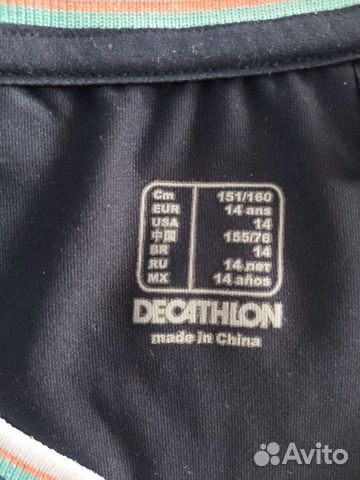 Cm 151/160
EUR 14 ans
USA 14
中国 155/76
BR 14
RU 14 лет
MX 14 años
DECATHLON
made in China
Avito